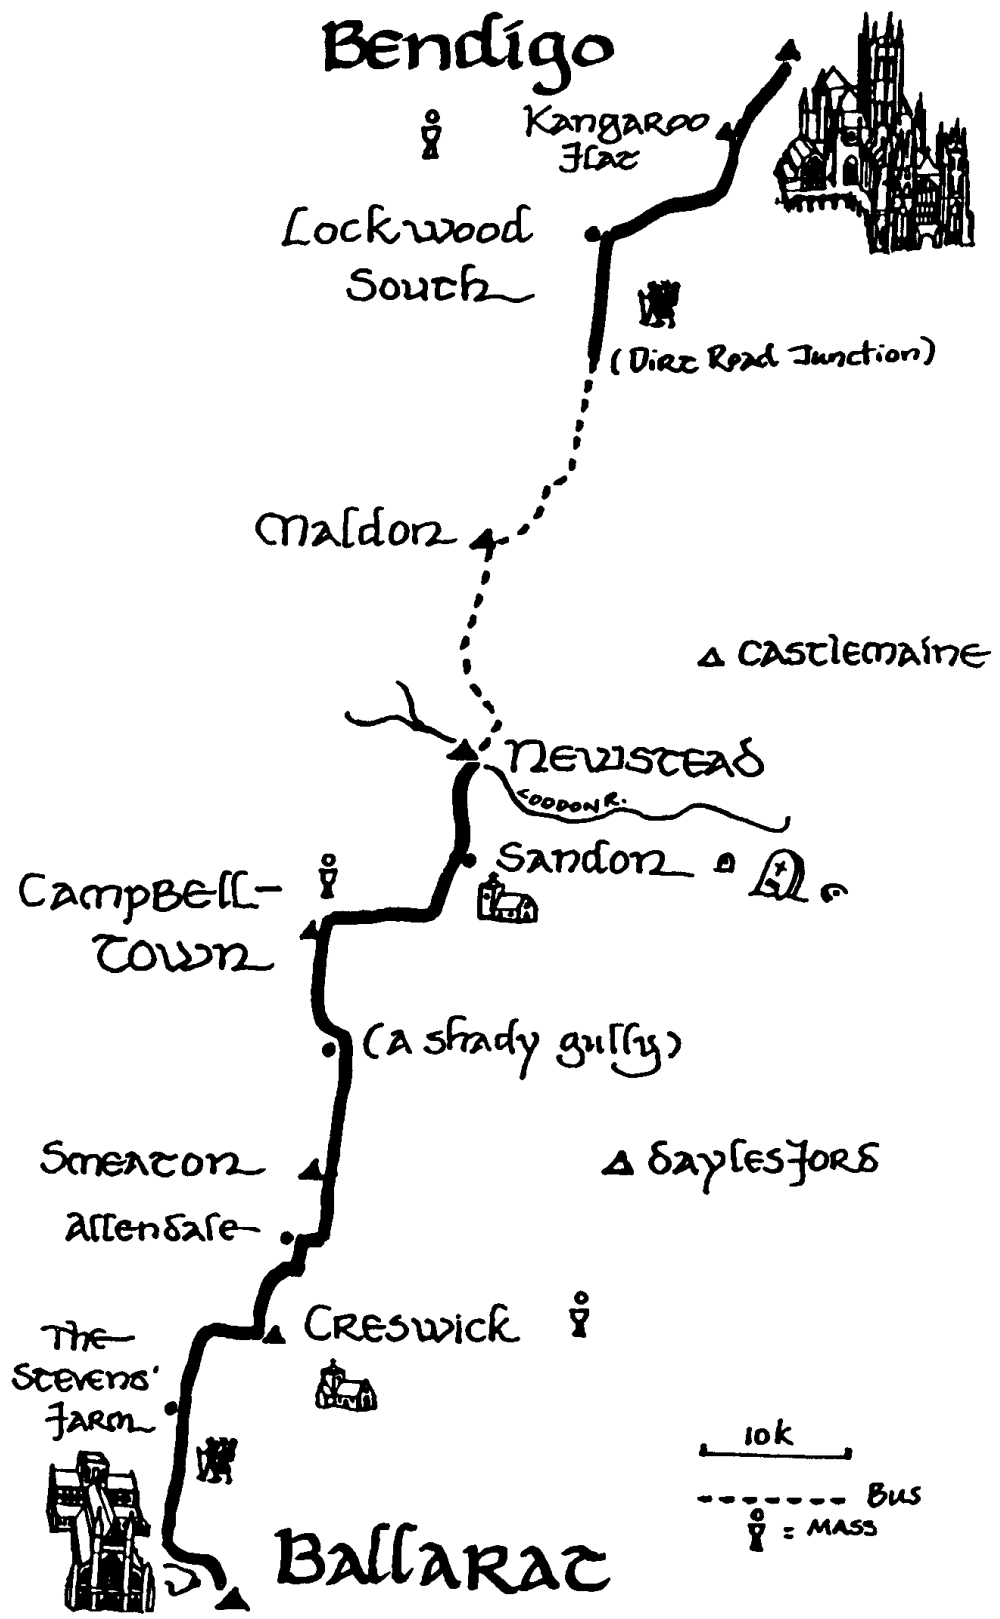 Bendigo
Kangaroo
Flat
Lockwood
South
(Dirt Road Junction)
Maldon
Castlemaine
Newstead
LODDON R.
Sandon
Campbell-
town
(a shady gully)
Smeaton
Daylesford
Allendale
Creswick
The
Stevens'
Farm
10k
Bus
= MASS
Ballarat